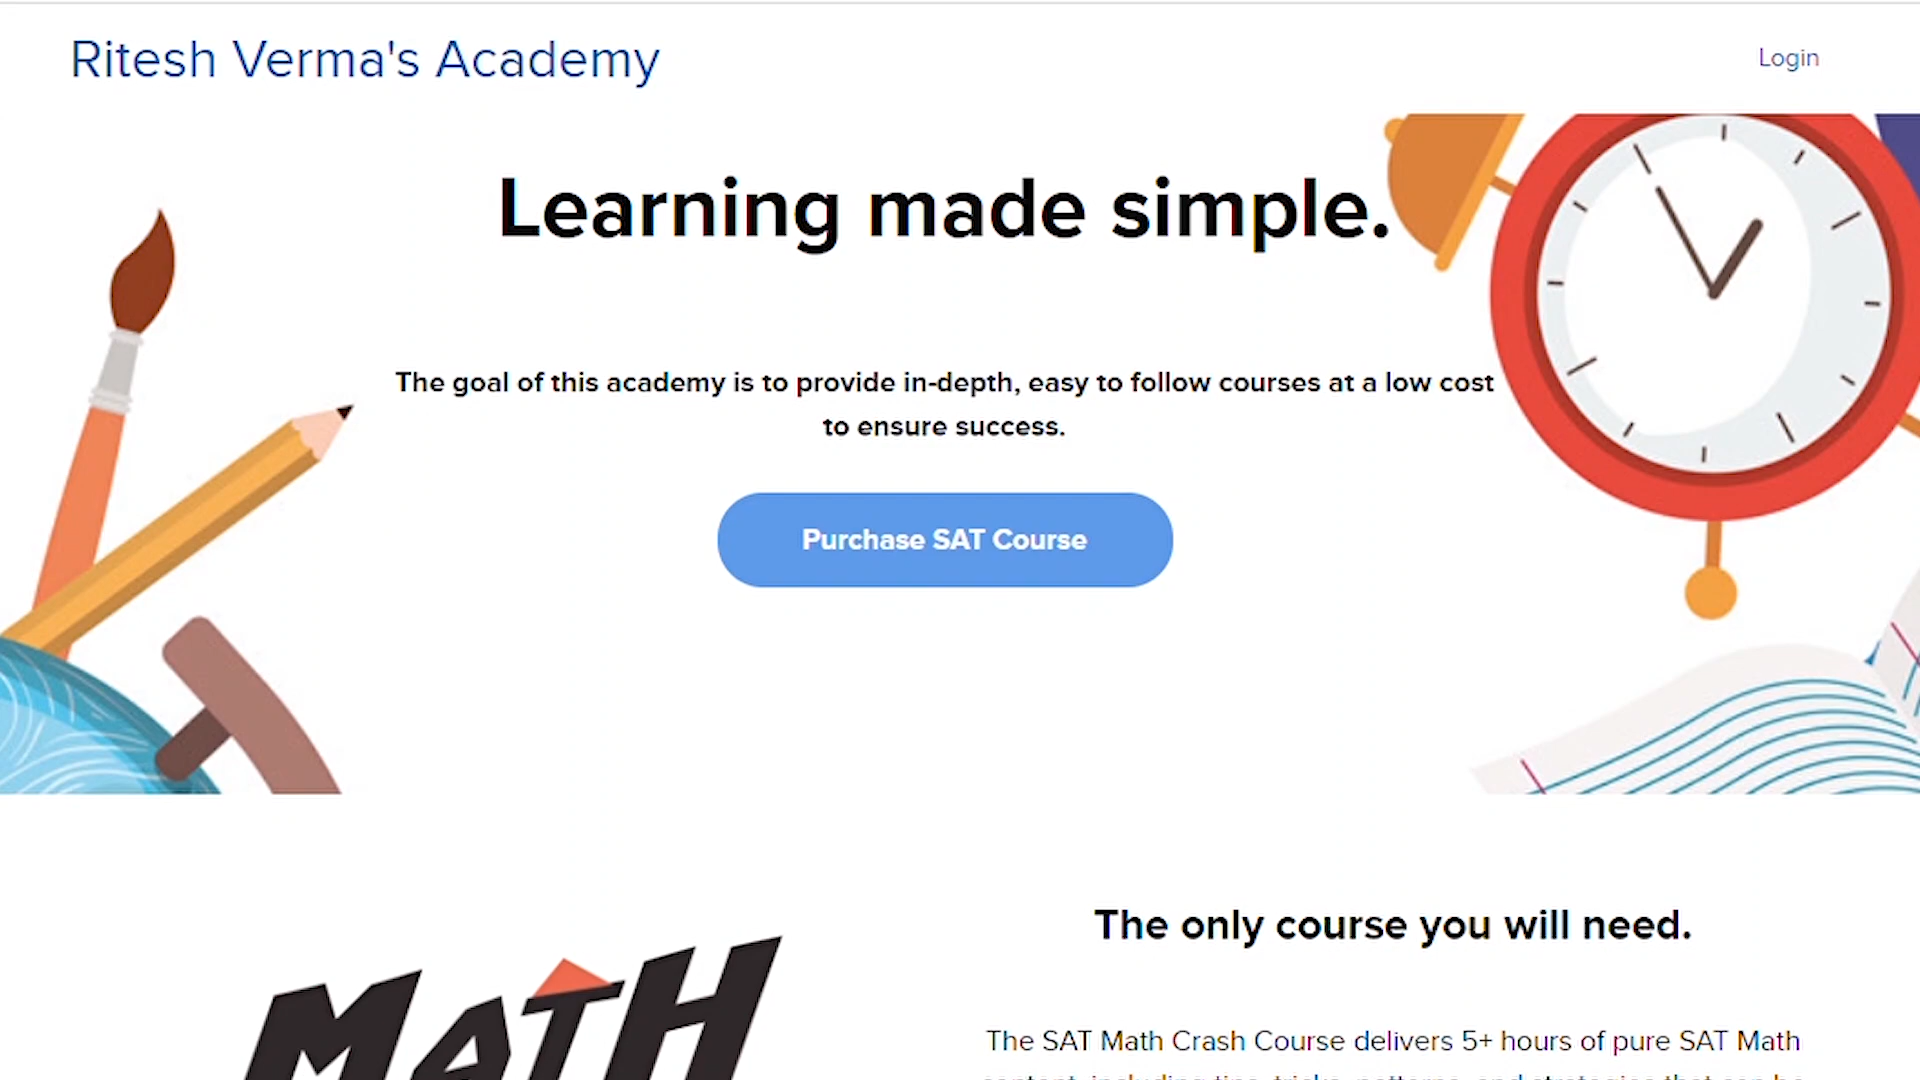 Ritesh Verma's Academy
Login
Learning made simple.
The goal of this academy is to provide in-depth, easy to follow courses at a low cost
to ensure success.
Purchase SAT Course
The only course you will need.
MATH
The SAT Math Crash Course delivers 5+ hours of pure SAT Math